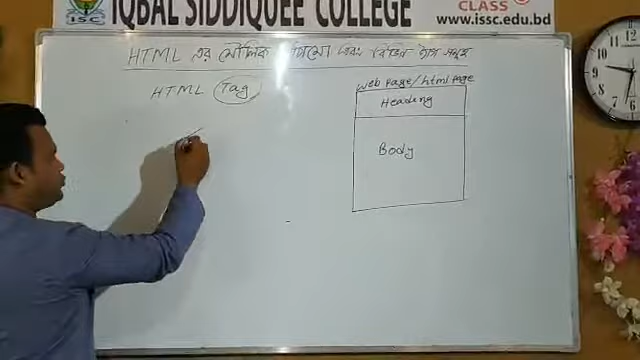 IQBAL SIDDIQUEE COLLEGE
ISSC
CLASS
www.issc.edu.bd
HTML এর মৌলিক এবং বিভিন্ন ট্যাগ সমূহ
HTML Tag
Web Page/html page
Heading
Body